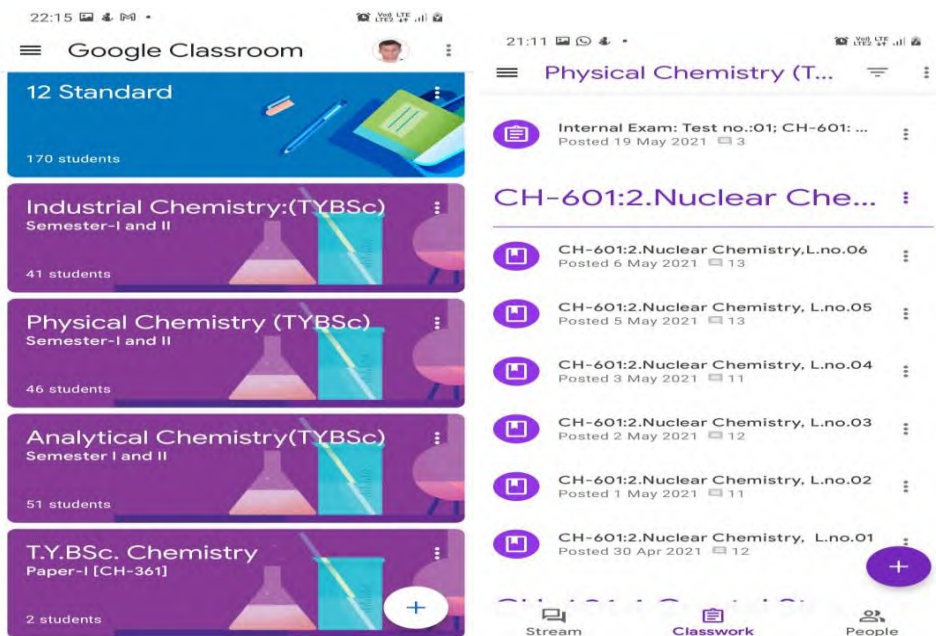 22:15
Google Classroom
12 Standard
170 students
Industrial Chemistry:(TYBSc)
Semester-I and II
41 students
Physical Chemistry (TYBSc)
Semester-I and II
46 students
Analytical Chemistry(TYBSc)
Semester I and II
51 students
T.Y.BSc. Chemistry
Paper-I [CH-361]
2 students
+
21:11
Physical Chemistry (T...
Internal Exam: Test no.:01; CH-601: ...
Posted 19 May 2021 3
CH-601:2.Nuclear Che...
CH-601:2.Nuclear Chemistry,L.no.06
Posted 6 May 2021 13
CH-601:2.Nuclear Chemistry, L.no.05
Posted 5 May 2021 13
CH-601:2.Nuclear Chemistry, L.no.04
Posted 3 May 2021 11
CH-601:2.Nuclear Chemistry, L.no.03
Posted 2 May 2021 12
CH-601:2.Nuclear Chemistry, L.no.02
Posted 1 May 2021 11
CH-601:2.Nuclear Chemistry, L.no.01
Posted 30 Apr 2021 12
+
Stream
Classwork
People